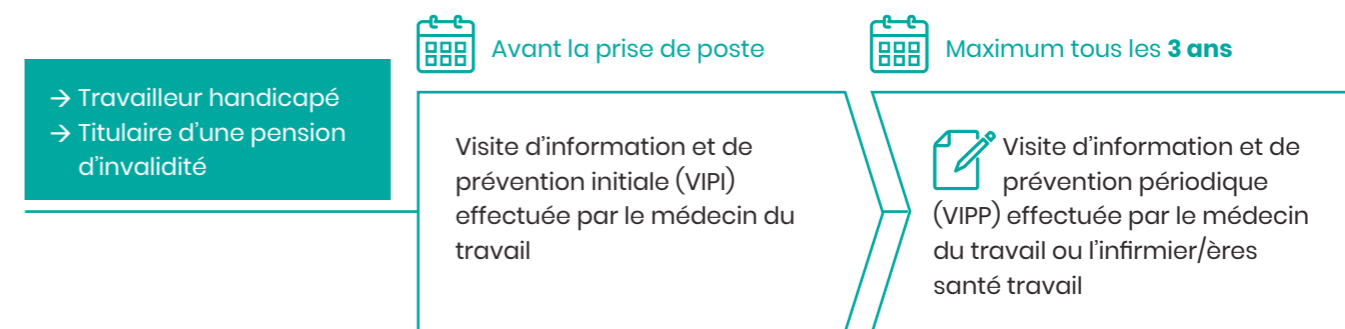 → Travailleur handicapé
→ Titulaire d'une pension
d'invalidité
Avant la prise de poste
Visite d'information et de
prévention initiale (VIPI)
effectuée par le médecin du
travail
Maximum tous les 3 ans
Visite d'information et de
prévention périodique
(VIPP) effectuée par le médecin
du travail ou l'infirmier/ères
santé travail